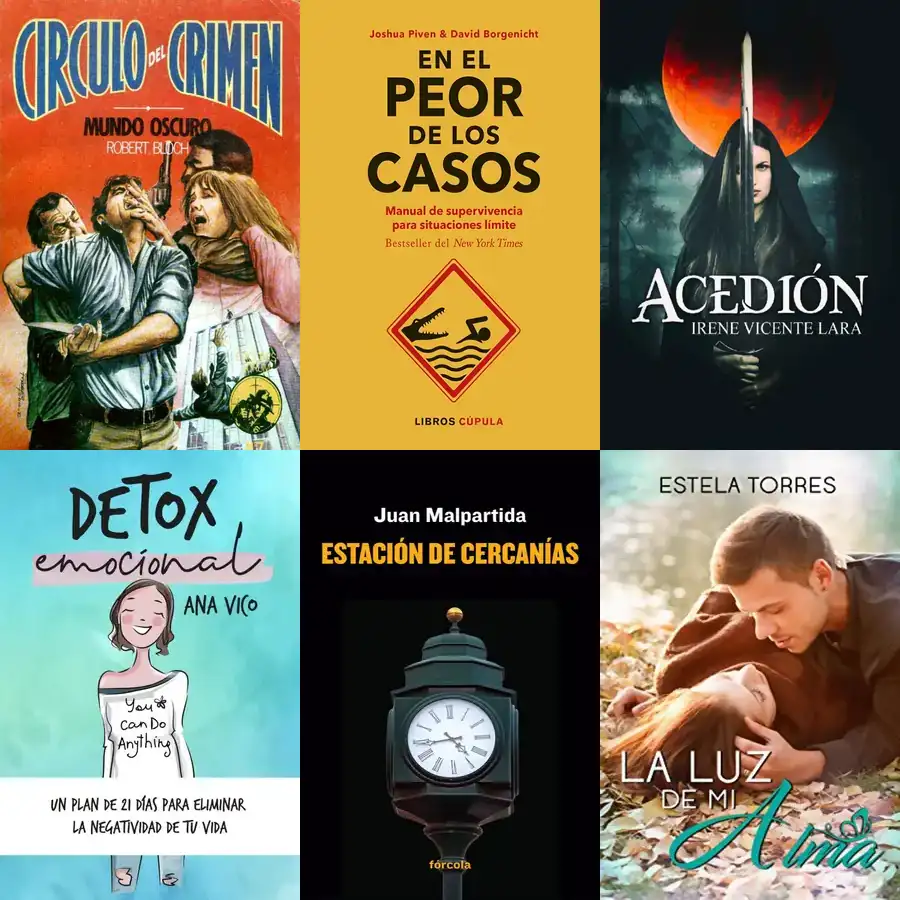 CIRCULO DEL CRIMEN
MUNDO OSCURO
ROBERT BLOCH
Joshua Piven & David Borgenicht
EN EL
PEOR
DE LOS
CASOS
Manual de supervivencia
para situaciones límite
Bestseller del New York Times
LIBROS CÚPULA
ACEDIÓN
IRENE VICENTE LARA
DETOX
emocional
ANA VICO
You
Can Do
Anything
UN PLAN DE 21 DÍAS PARA ELIMINAR
LA NEGATIVIDAD DE TU VIDA
Juan Malpartida
ESTACIÓN DE CERCANÍAS
fórcola
ESTELA TORRES
LA LUZ
DE MI
Alma